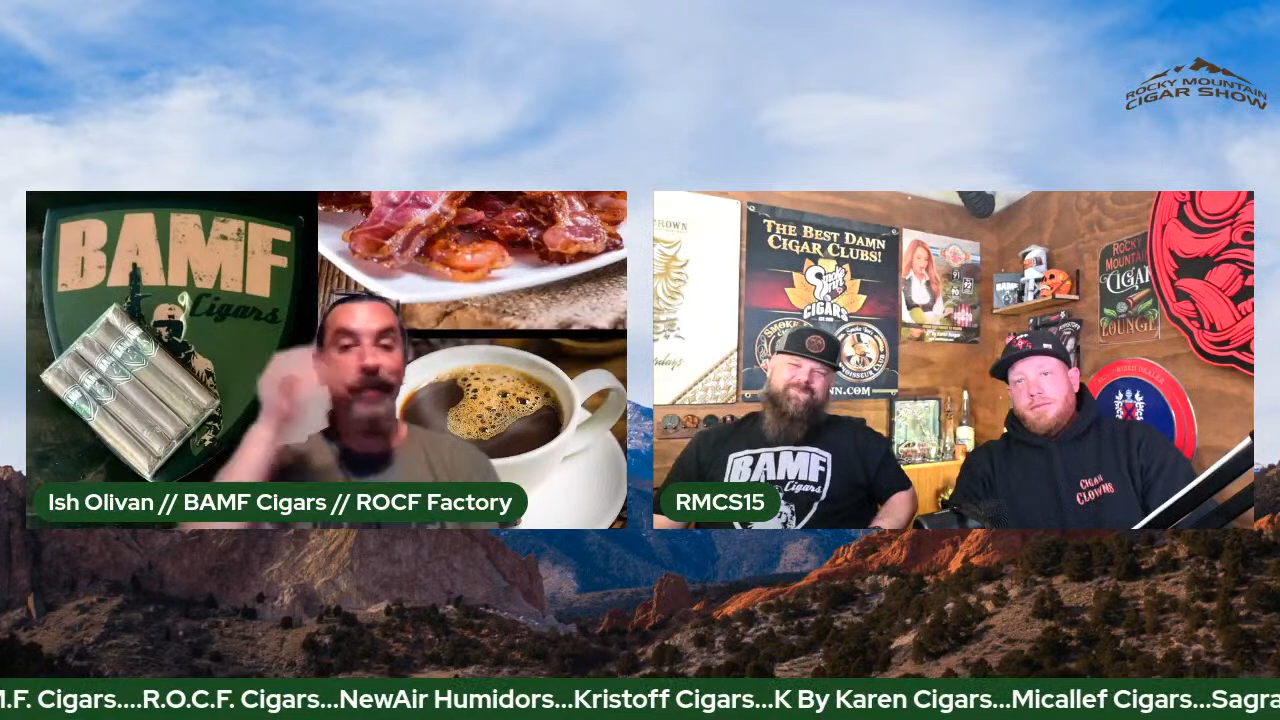 ROCKY MOUNTAIN
CIGAR SHOW
BAMF
Cigars
Ish Olivan // BAMF Cigars // ROCF Factory
THE BEST DAMN
CIGAR CLUBS!
CIGARS
ROCKY
MOUNTAIN
CIGAR
LOUNGE
BAMF
Cigars
CIGAR
CLOWNS
RMCS15
M.F. Cigars....R.O.C.F. Cigars...NewAir Humidors...Kristoff Cigars...K By Karen Cigars...Micallef Cigars...Sagra